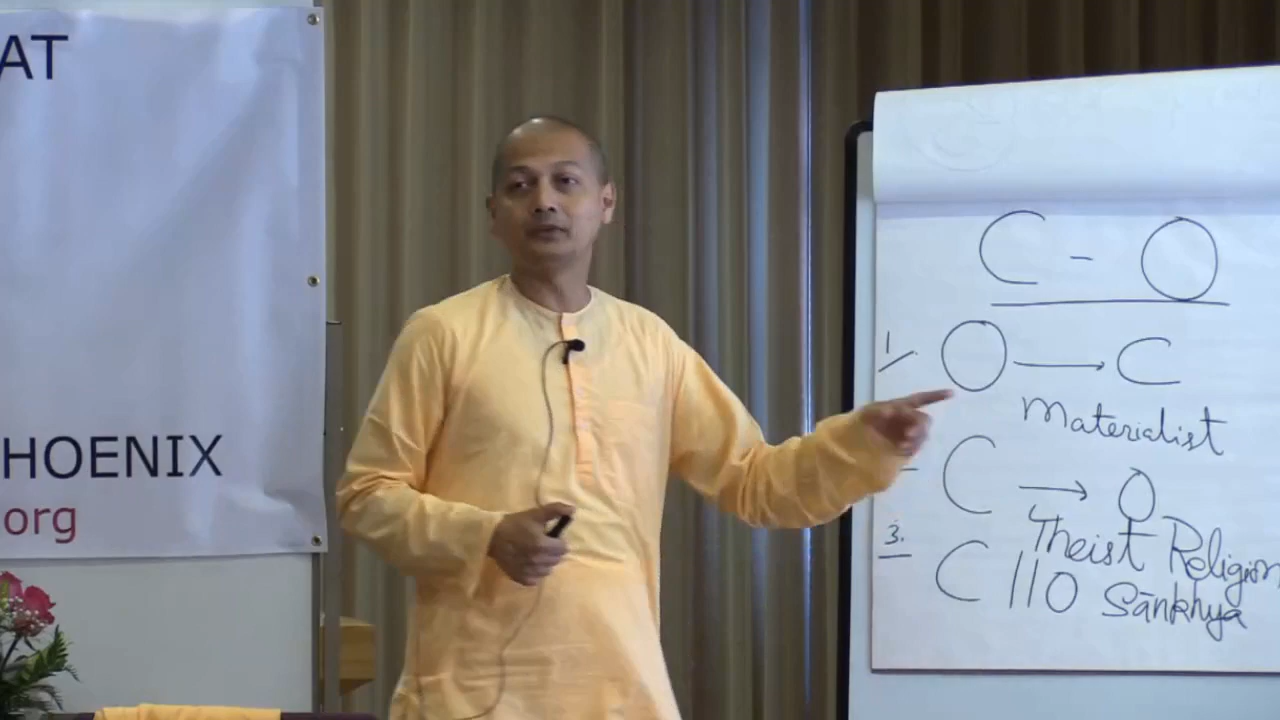 AT
HOENIX
.org
C - O
1/ O → C
Materialist
- C → O
Theist Religion
3. C || O Sānkhya